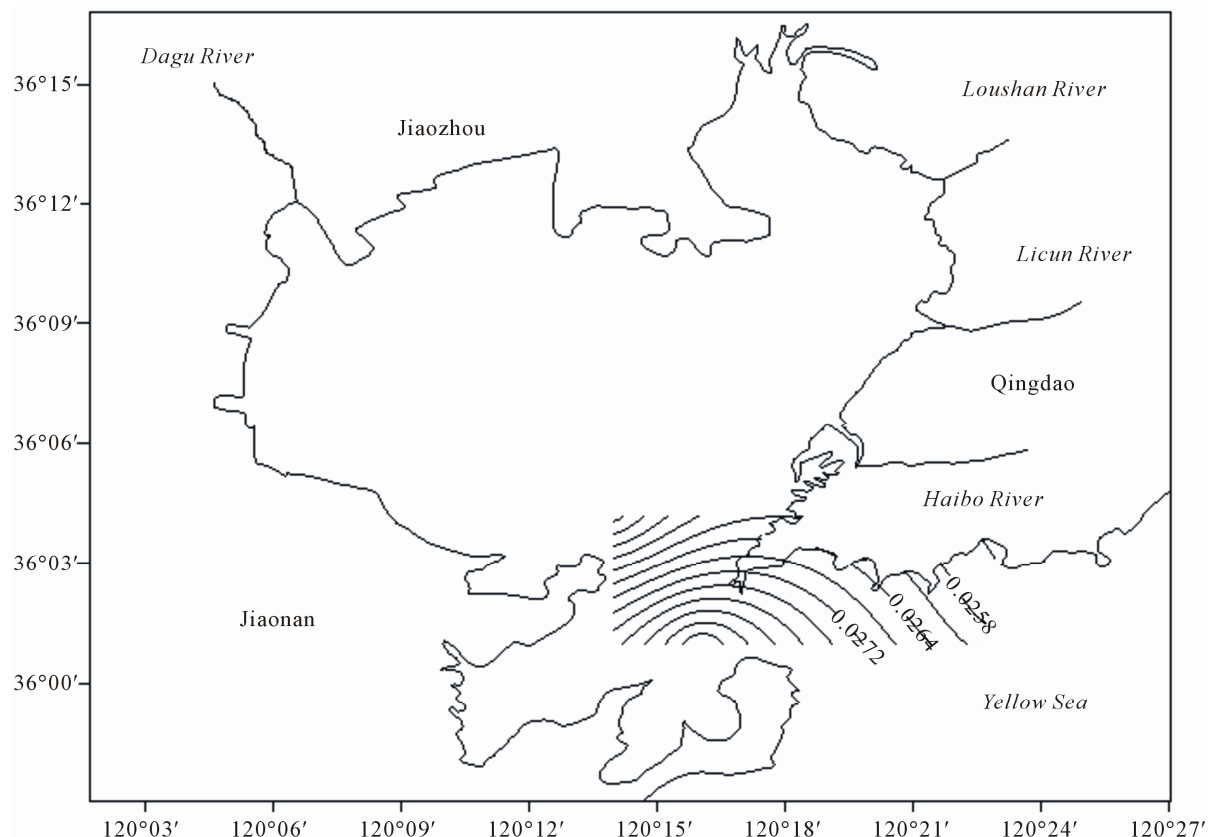 Dagu River
36°15′
Loushan River
Jiaozhou
36°12′
Licun River
36°09′
Qingdao
36°06′
Haibo River
36°03′
0.0258
0.0264
0.0272
Jiaonan
36°00′
Yellow Sea
120°03′ 120°06′ 120°09′ 120°12′ 120°15′ 120°18′ 120°21′ 120°24′ 120°27′